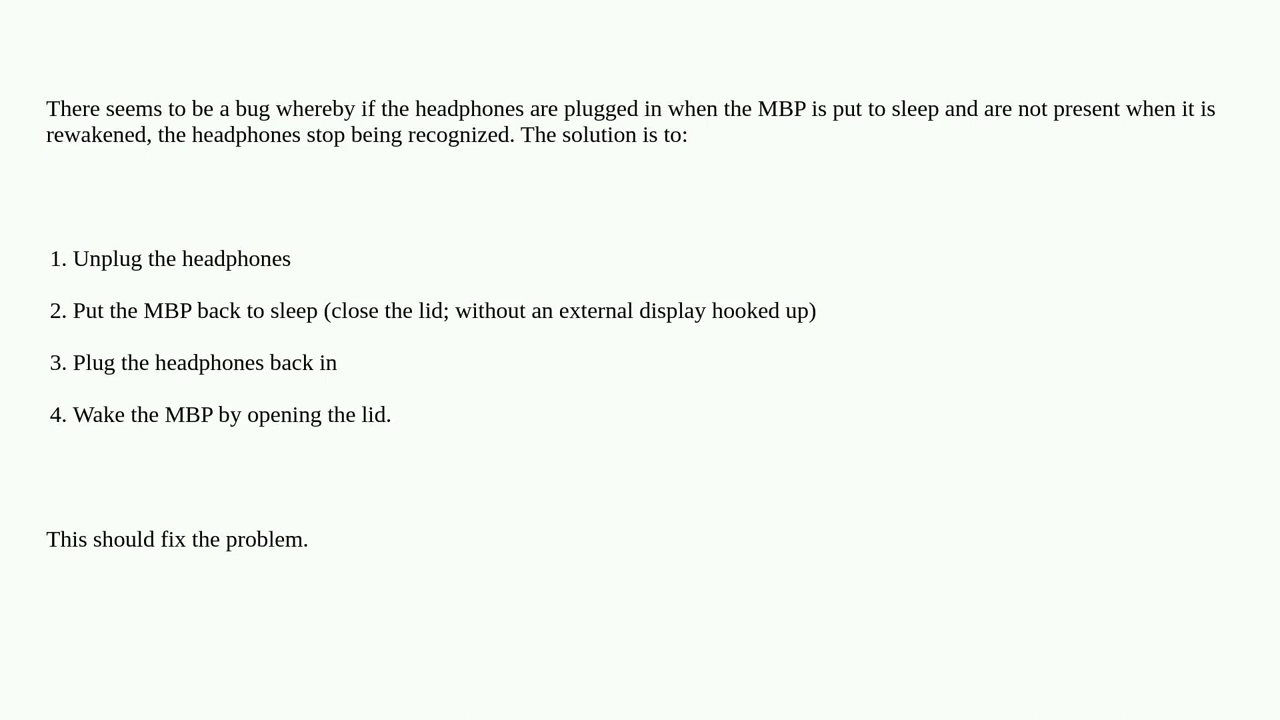 There seems to be a bug whereby if the headphones are plugged in when the MBP is put to sleep and are not present when it is
rewakened, the headphones stop being recognized. The solution is to:
1. Unplug the headphones
2. Put the MBP back to sleep (close the lid; without an external display hooked up)
3. Plug the headphones back in
4. Wake the MBP by opening the lid.
This should fix the problem.